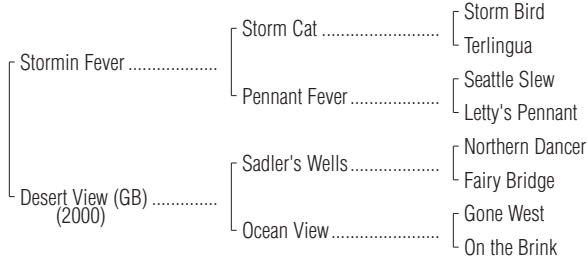 Storm Bird
Storm Cat ........................
Terlingua
Stormin Fever ..................
Seattle Slew
Pennant Fever ..................
Letty's Pennant
Northern Dancer
Sadler's Wells ..................
Fairy Bridge
Desert View (GB) .............
(2000)
Gone West
Ocean View ......................
On the Brink